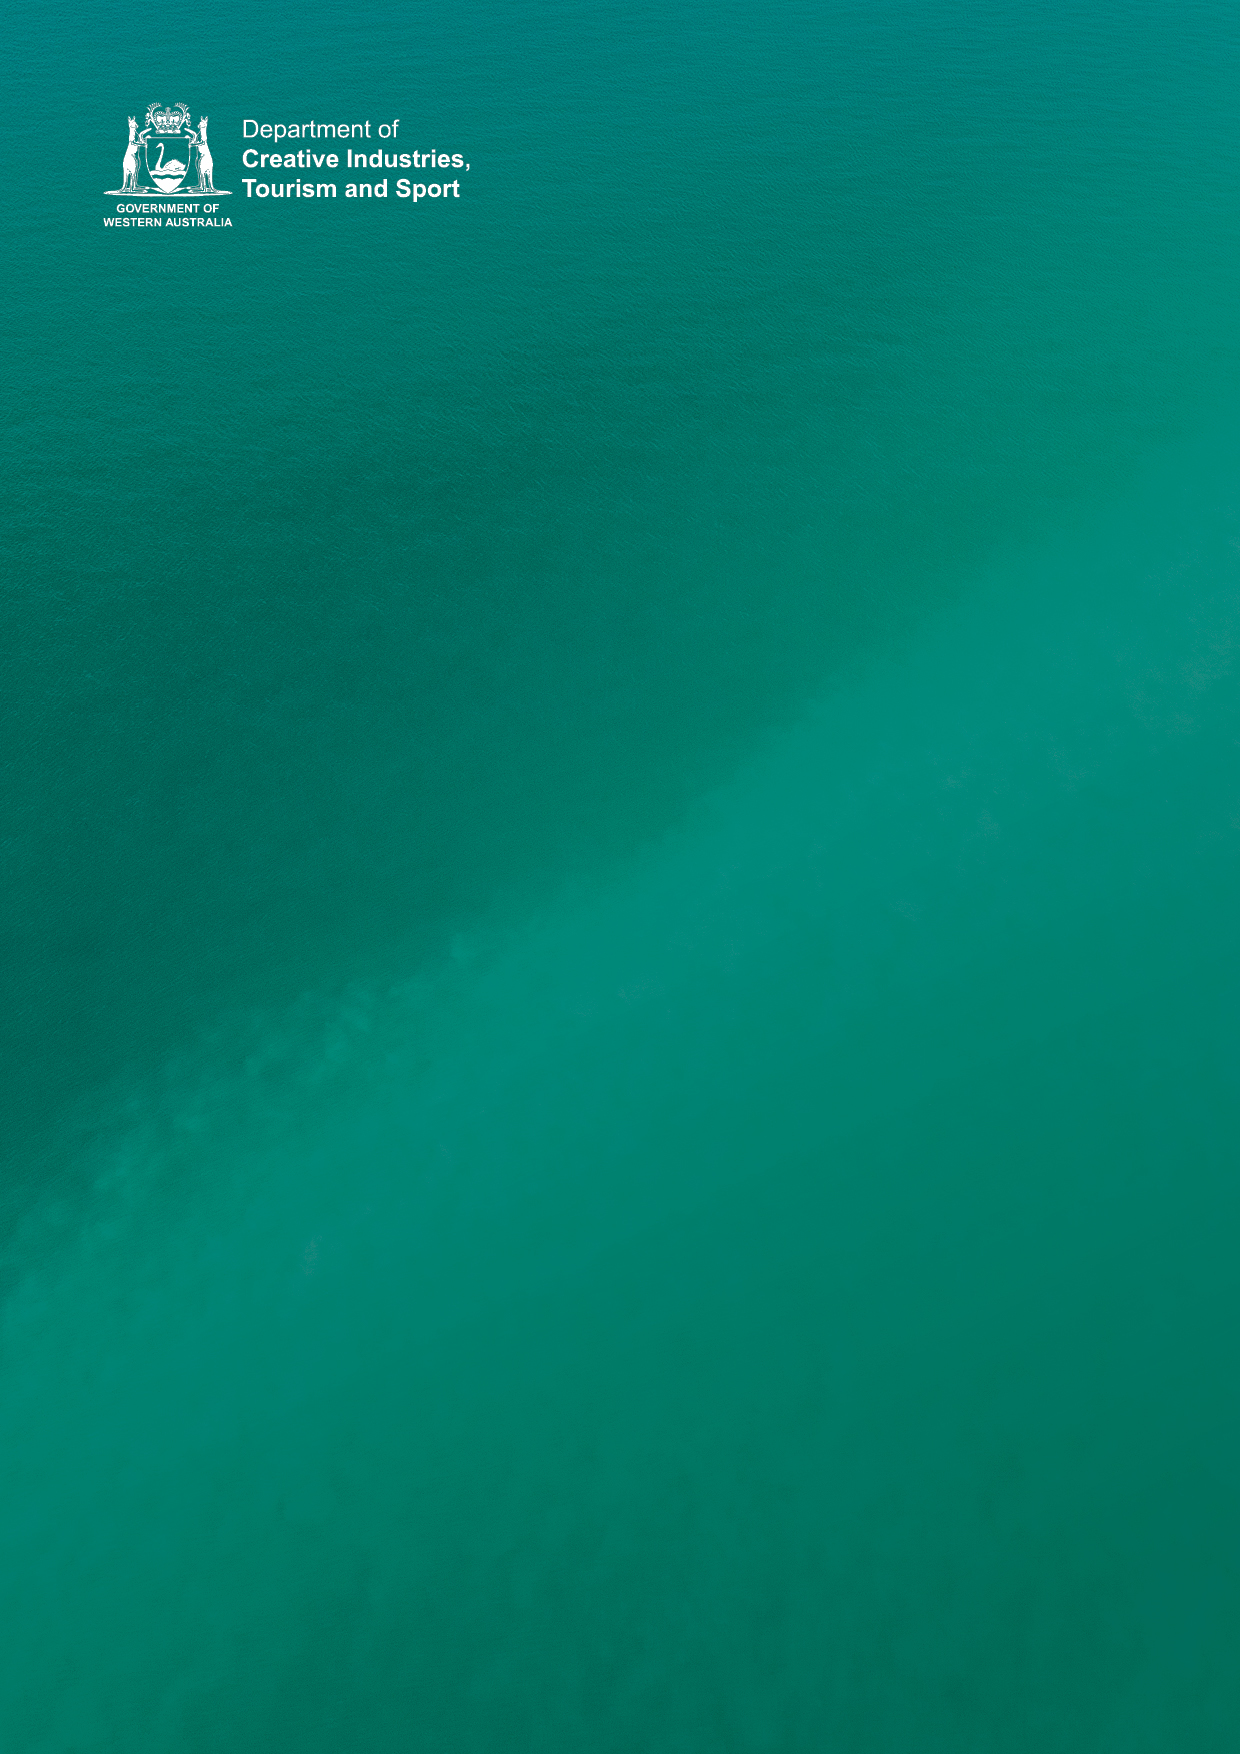 Department of
Creative Industries,
Tourism and Sport
GOVERNMENT OF
WESTERN AUSTRALIA